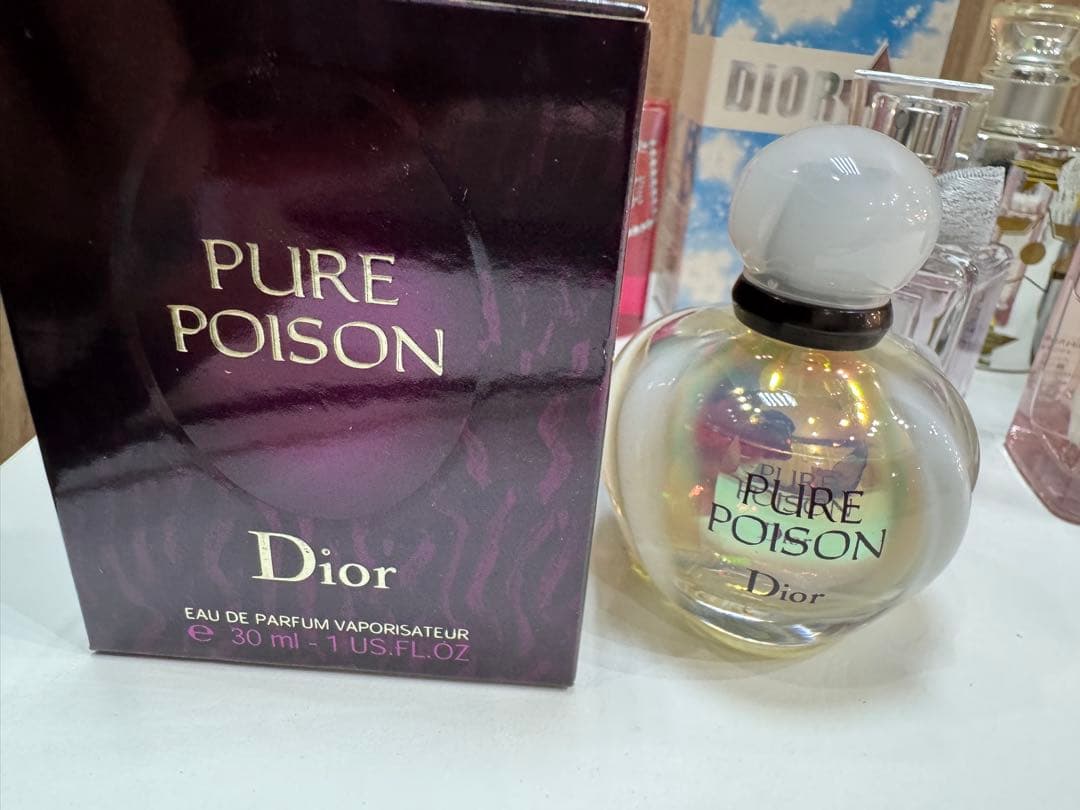 PURE
POISON
Dior
EAU DE PARFUM VAPORISATEUR
e 30 ml - 1 US.FL.OZ
DIOR
PURE
POISON
Dior